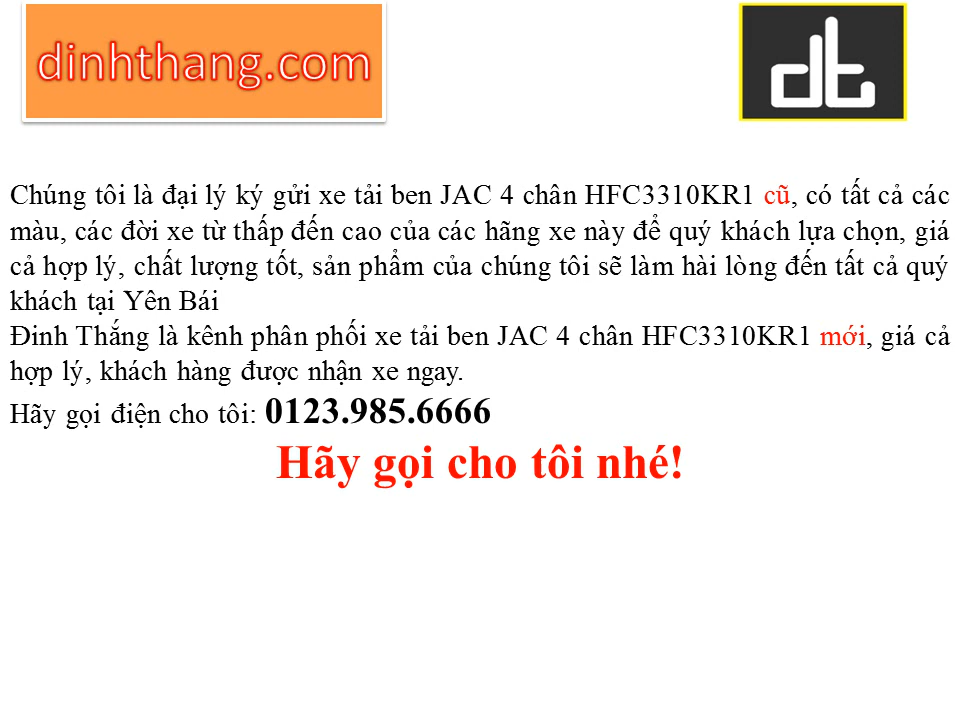 dinhthang.com
dt
Chúng tôi là đại lý ký gửi xe tải ben JAC 4 chân HFC3310KR1 cũ, có tất cả các
màu, các đời xe từ thấp đến cao của các hãng xe này để quý khách lựa chọn, giá
cả hợp lý, chất lượng tốt, sản phẩm của chúng tôi sẽ làm hài lòng đến tất cả quý
khách tại Yên Bái
Đinh Thắng là kênh phân phối xe tải ben JAC 4 chân HFC3310KR1 mới, giá cả
hợp lý, khách hàng được nhận xe ngay.
Hãy gọi điện cho tôi: 0123.985.6666
Hãy gọi cho tôi nhé!